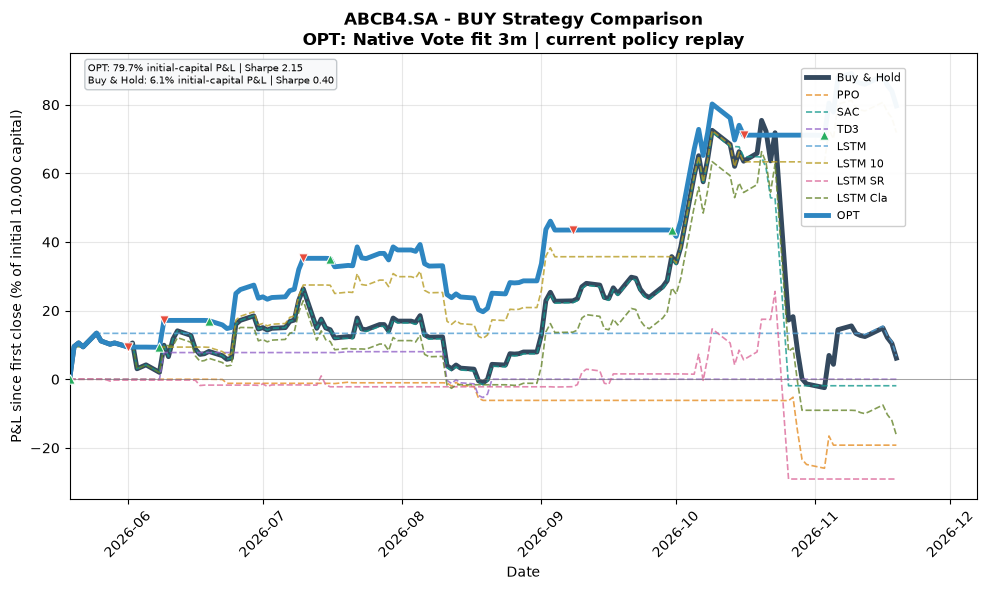 ABCB4.SA - BUY Strategy Comparison
OPT: Native Vote fit 3m | current policy replay
OPT: 79.7% initial-capital P&L | Sharpe 2.15
Buy & Hold: 6.1% initial-capital P&L | Sharpe 0.40
Buy & Hold
PPO
SAC
TD3
LSTM
LSTM 10
LSTM SR
LSTM Cla
OPT
P&L since first close (% of initial 10,000 capital)
80
60
40
20
0
−20
2026-06
2026-07
2026-08
2026-09
2026-10
2026-11
2026-12
Date